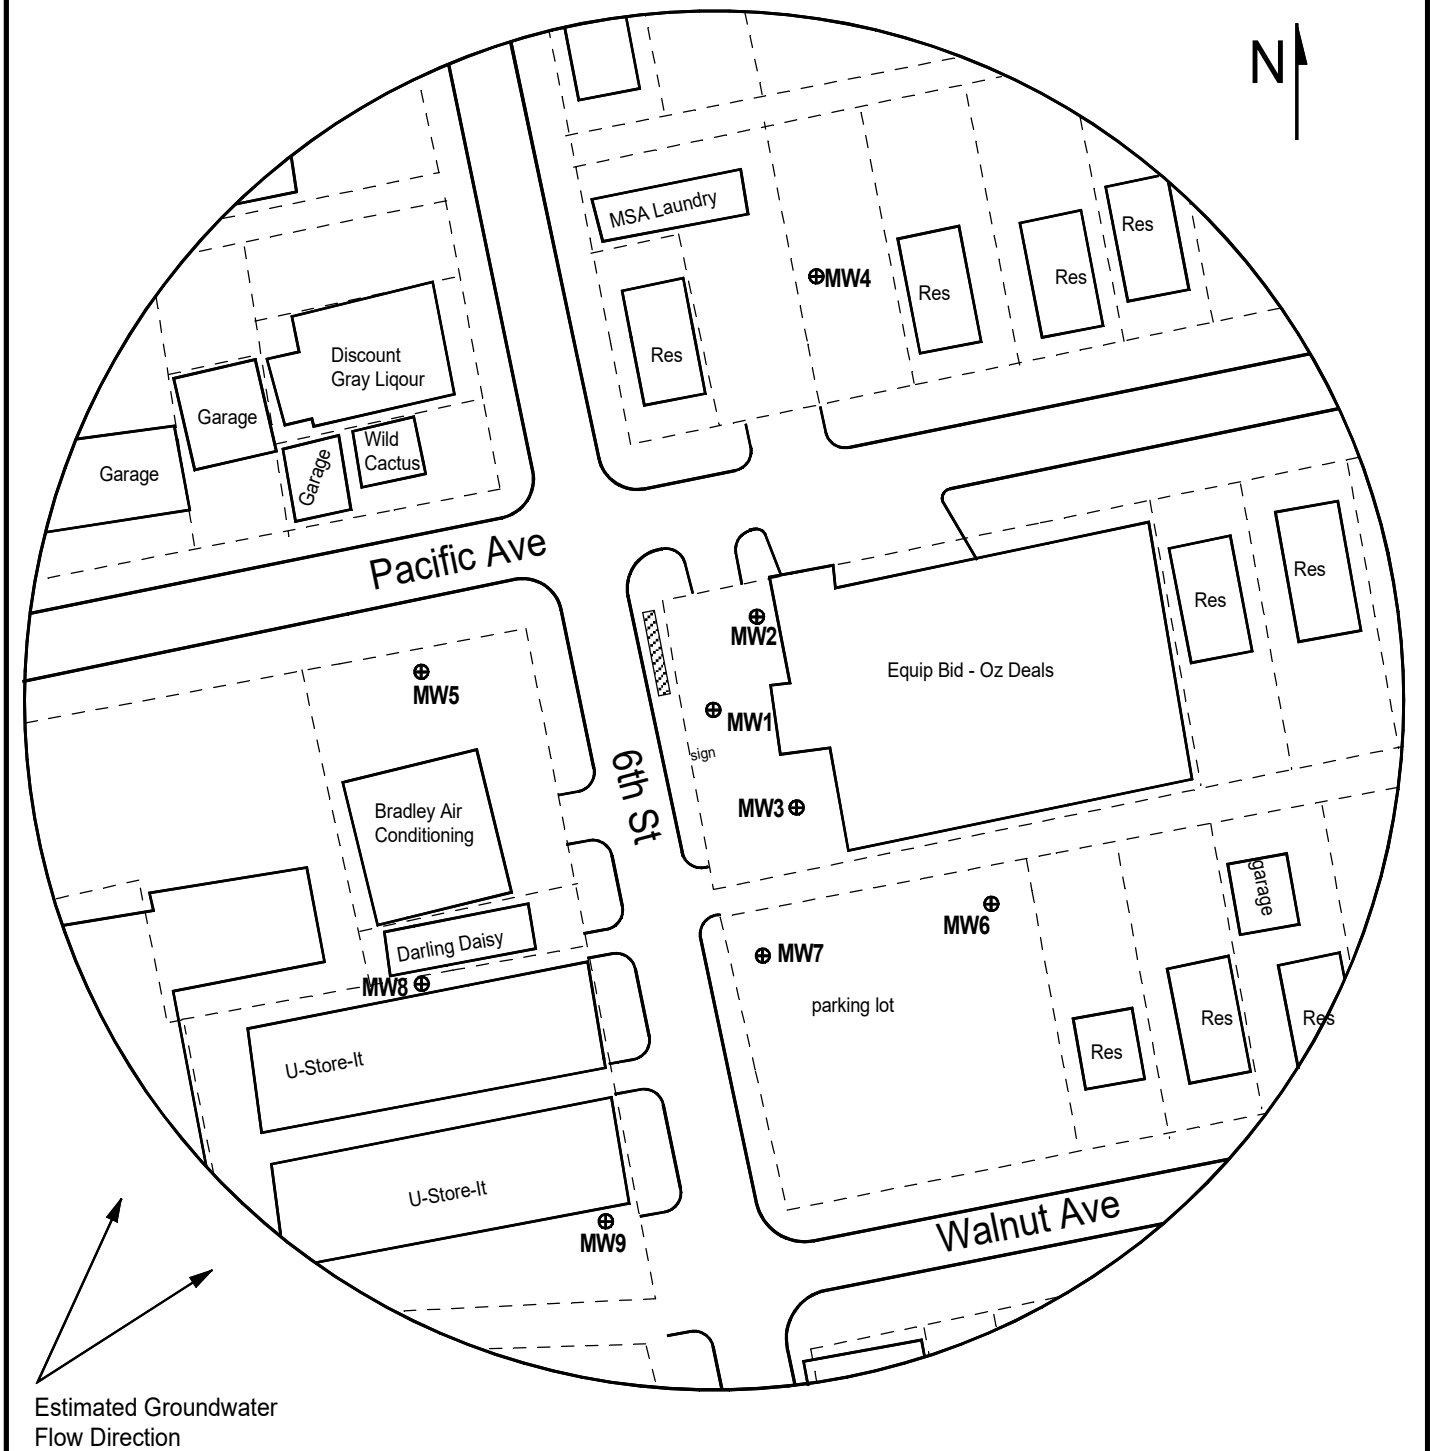 N
MSA Laundry
Res
MW4
Res
Res
Res
Discount
Gray Liqour
Res
Garage
Wild
Cactus
Garage
Garage
Pacific Ave
Res
Res
MW2
Equip Bid - Oz Deals
MW5
MW1
sign
6th St
MW3
Bradley Air
Conditioning
garage
MW6
Darling Daisy
MW7
MW8
parking lot
Res
Res
Res
U-Store-It
U-Store-It
Walnut Ave
MW9
Estimated Groundwater
Flow Direction